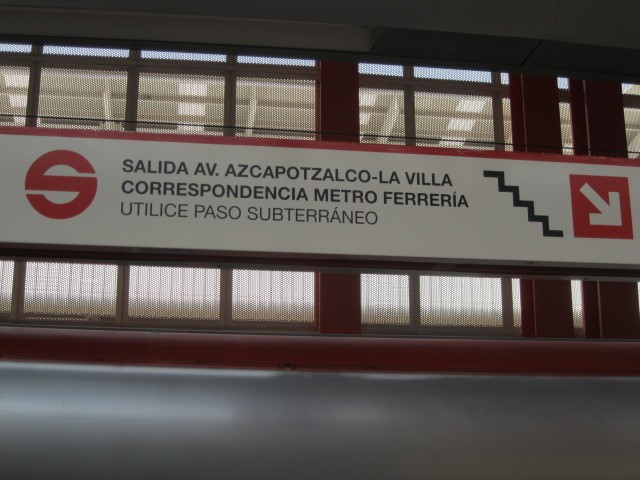 SALIDA AV. AZCAPOTZALCO-LA VILLA
CORRESPONDENCIA METRO FERRERÍA
UTILICE PASO SUBTERRÁNEO